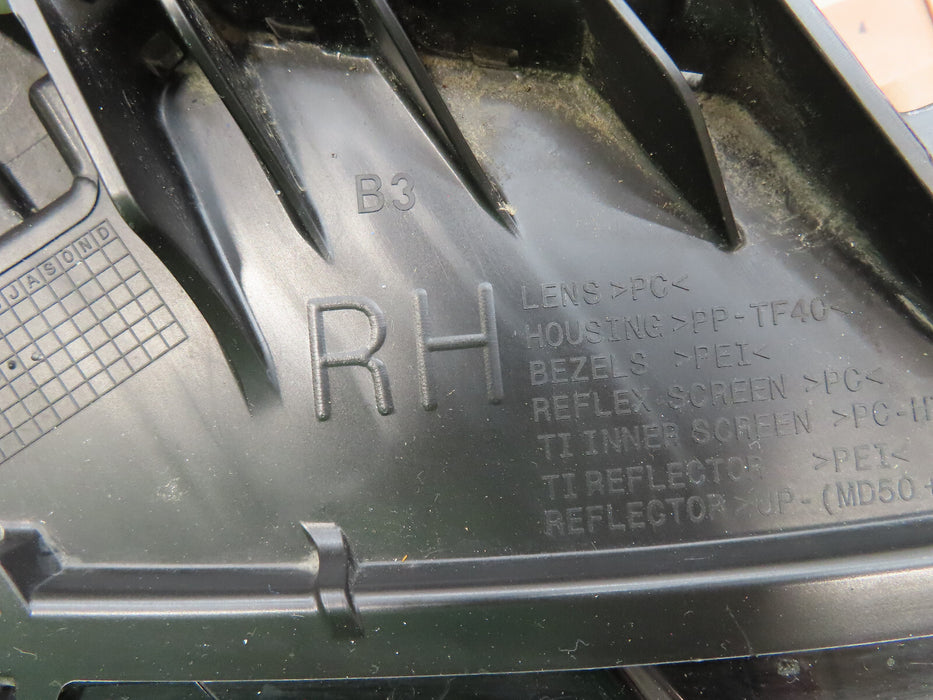 B3
JASOND
RH
LENS >PC<
HOUSING >PP-TF40<
BEZELS >PEI<
REFLEX SCREEN >PC<
TI INNER SCREEN >PC-
TI REFLECTOR >PEI<
REFLECTOR >UP-(MD50+